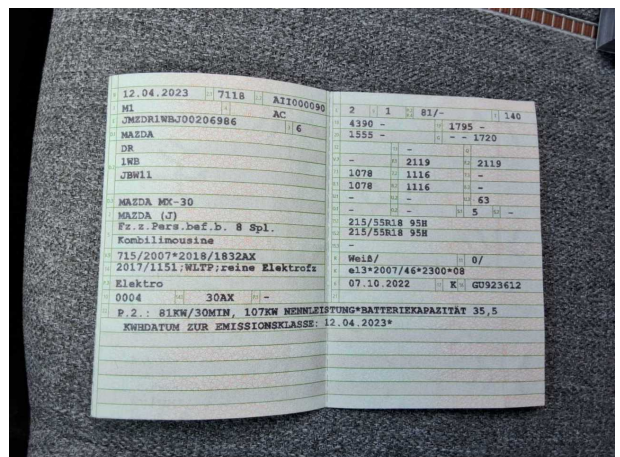 12.04.2023 7118 AII000090
M1 AC
JMZDR1WBJ00206986 6
MAZDA
DR
1WB
JBW11
MAZDA MX-30
MAZDA (J)
Fz.z.Pers.bef.b. 8 Spl.
Kombilimousine
715/2007*2018/1832AX
2017/1151;WLTP;reine Elektrofz
Elektro
0004 30AX -
P.2.: 81KW/30MIN, 107KW NENNLEISTUNG*BATTERIEKAPAZITÄT 35,5
KWHDATUM ZUR EMISSIONSKLASSE: 12.04.2023*
2 1 81/- 140
4390 - 1795 -
1555 - - - 1720
-
- 2119 2119
1078 1116 -
1078 1116 -
- - 63
- - 5 -
215/55R18 95H
215/55R18 95H
-
Weiß/ 0/
e13*2007/46*2300*08
07.10.2022 K GU923612